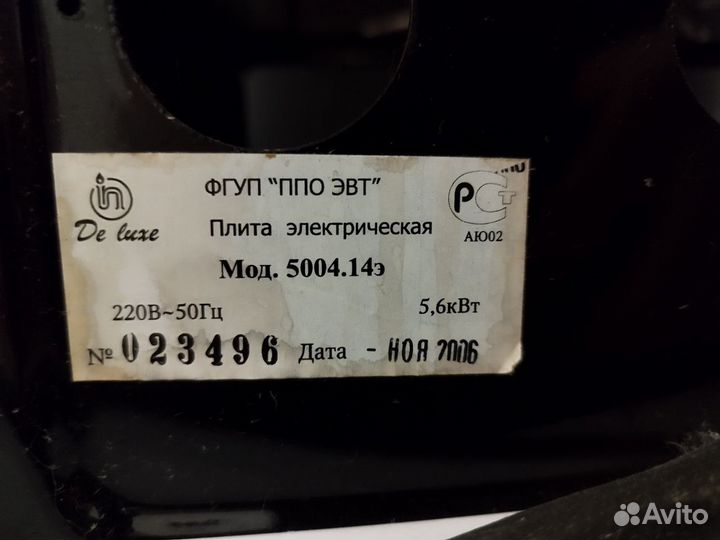 ФГУП "ППО ЭВТ"
De luxe
Плита электрическая
РСТ
АЮ02
Мод. 5004.14э
220В~50Гц
5,6кВт
№ 023496 Дата - НОЯ 2006
Avito